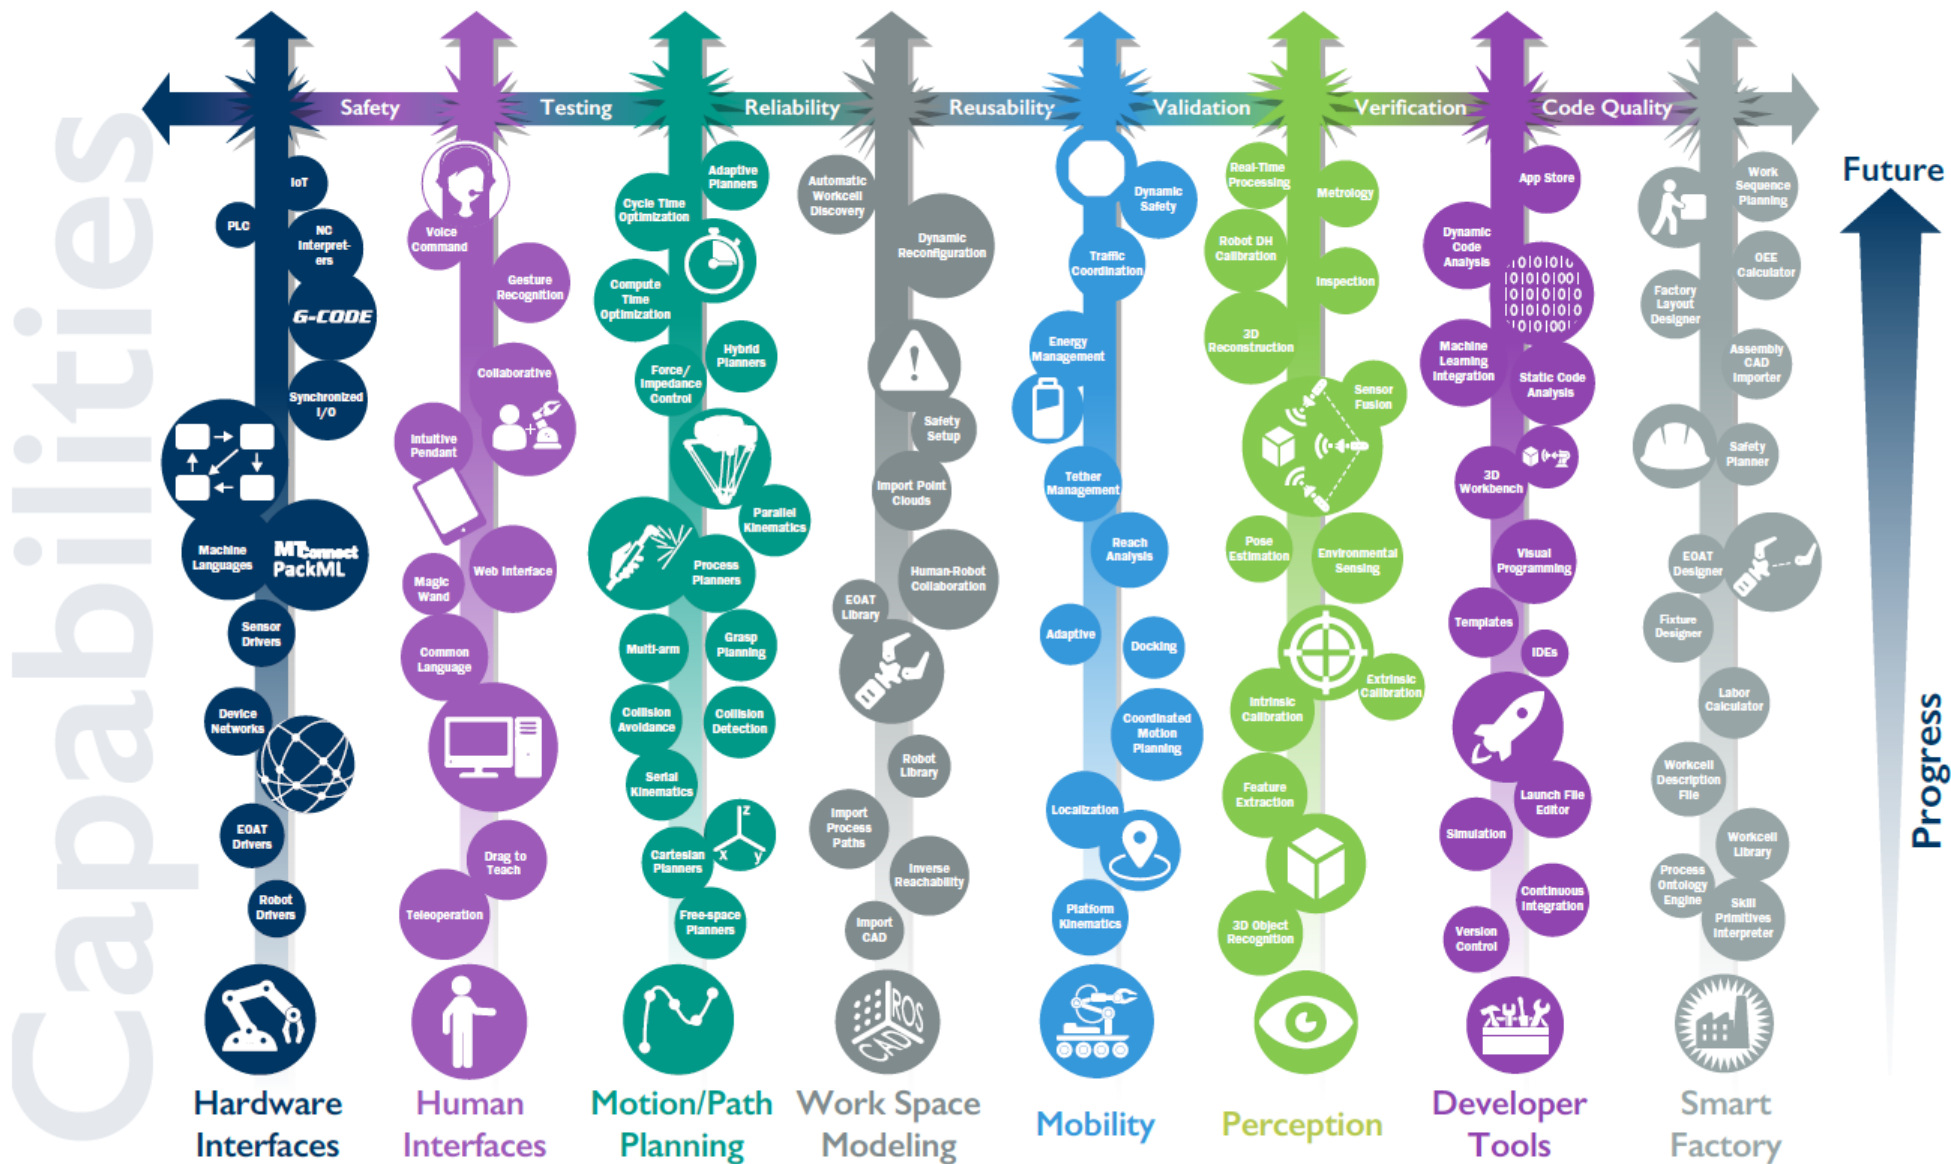 Capabilities
Safety
Testing
Reliability
Reusability
Validation
Verification
Code Quality
IoT
PLC
NC
Interpret-
ers
G-CODE
Synchronized
I/O
Machine
Languages
MTConnect
PackML
Sensor
Drivers
Device
Networks
EOAT
Drivers
Robot
Drivers
Hardware
Interfaces
Voice
Command
Gesture
Recognition
Collaborative
Intuitive
Pendant
Web Interface
Magic
Wand
Common
Language
Drag to
Teach
Teleoperation
Human
Interfaces
Adaptive
Planners
Cycle Time
Optimization
Compute
Time
Optimization
Hybrid
Planners
Force/
Impedance
Control
Parallel
Kinematics
Process
Planners
Multi-arm
Grasp
Planning
Collision
Avoidance
Collision
Detection
Serial
Kinematics
z
x
y
Cartesian
Planners
Free-space
Planners
Motion/Path
Planning
Automatic
Workcell
Discovery
Dynamic
Reconfiguration
!
Safety
Setup
Import Point
Clouds
Human-Robot
Collaboration
EOAT
Library
Robot
Library
Import
Process
Paths
Inverse
Reachability
Import
CAD
ROS
CAD
Work Space
Modeling
Dynamic
Safety
Traffic
Coordination
Energy
Management
Tether
Management
Reach
Analysis
Adaptive
Docking
Coordinated
Motion
Planning
Localization
Platform
Kinematics
Mobility
Real-Time
Processing
Metrology
Robot DH
Calibration
Inspection
3D
Reconstruction
Sensor
Fusion
Pose
Estimation
Environmental
Sensing
Extrinsic
Calibration
Intrinsic
Calibration
Feature
Extraction
3D Object
Recognition
Perception
App Store
Dynamic
Code
Analysis
Machine
Learning
Integration
Static Code
Analysis
3D
Workbench
Visual
Programming
Templates
IDEs
Launch File
Editor
Simulation
Continuous
Integration
Version
Control
Developer
Tools
Work
Sequence
Planning
OEE
Calculator
Factory
Layout
Designer
Assembly
CAD
Importer
Safety
Planner
EOAT
Designer
Fixture
Designer
Labor
Calculator
Workcell
Description
File
Workcell
Library
Process
Ontology
Engine
Skill
Primitives
Interpreter
Smart
Factory
Future
Progress